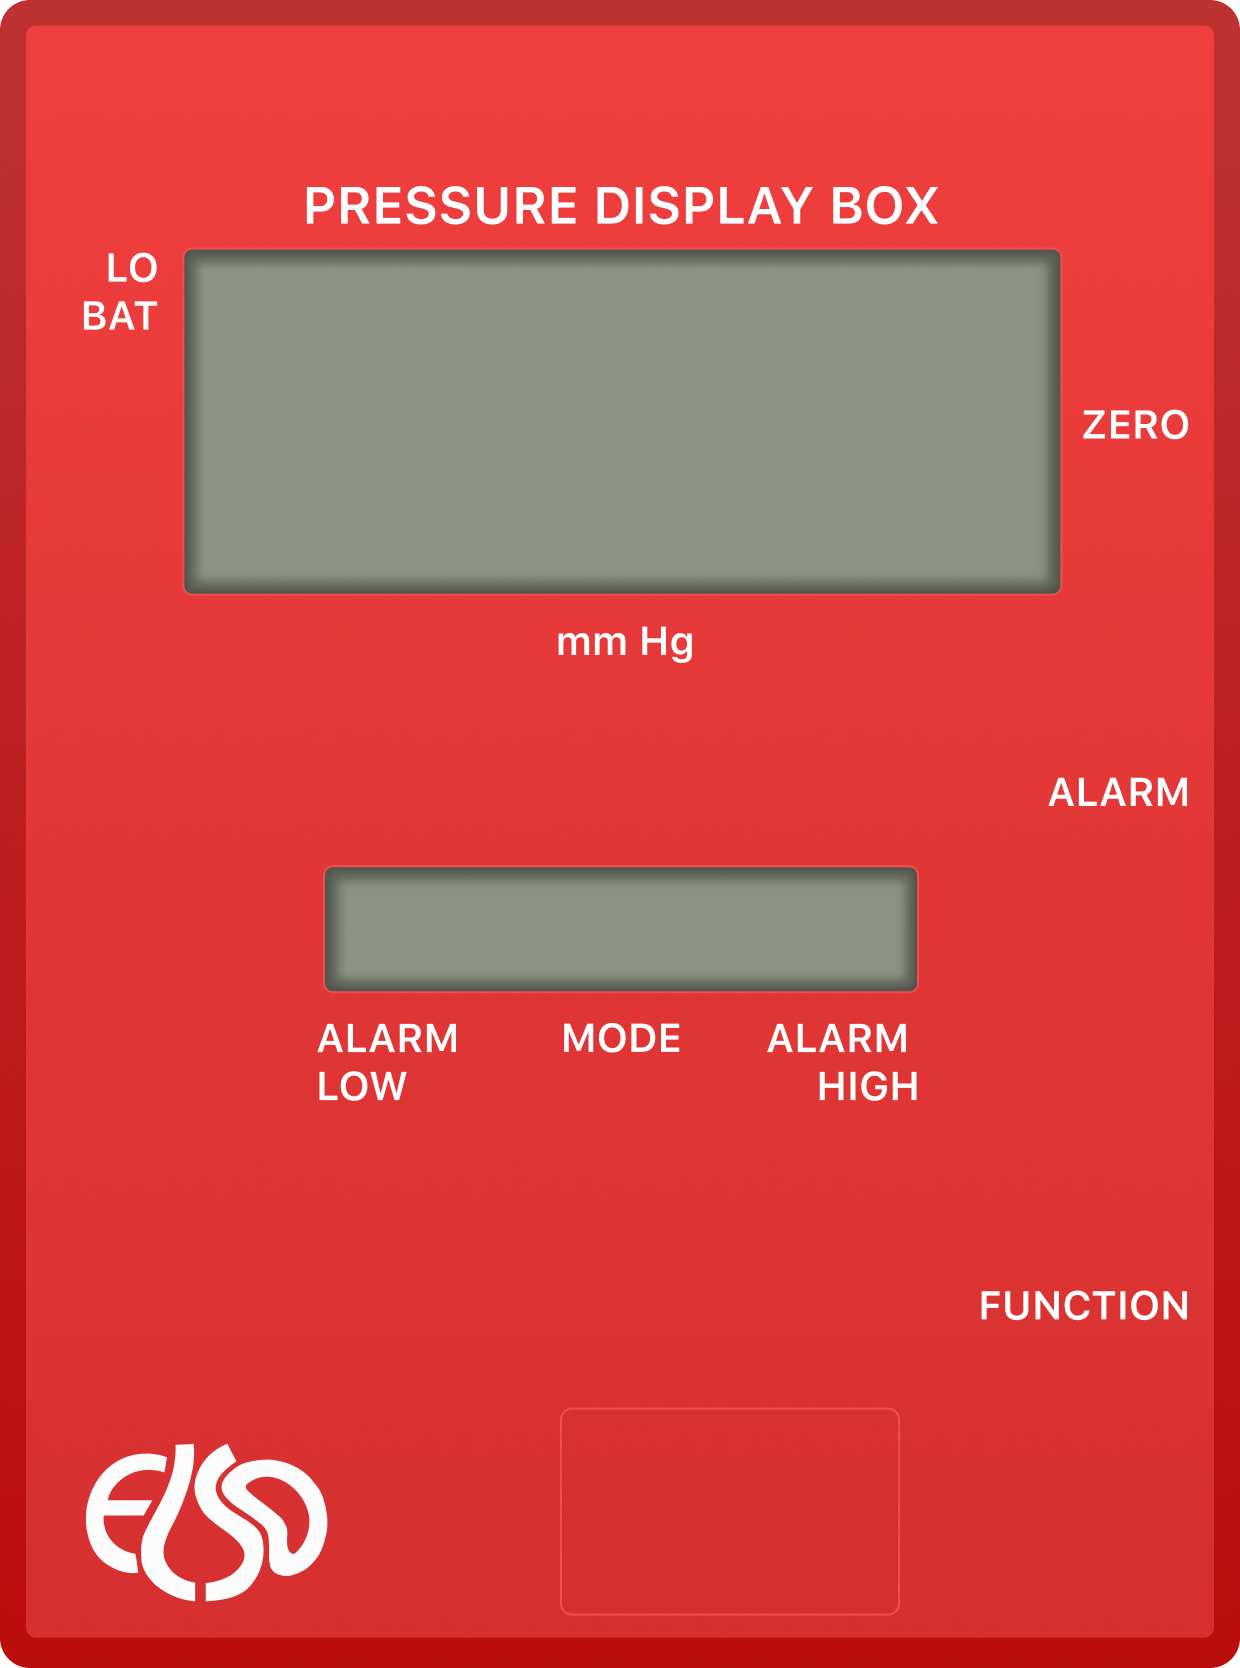 PRESSURE DISPLAY BOX
LO
BAT
ZERO
mm Hg
ALARM
ALARM
LOW
MODE
ALARM
HIGH
FUNCTION
ELSO